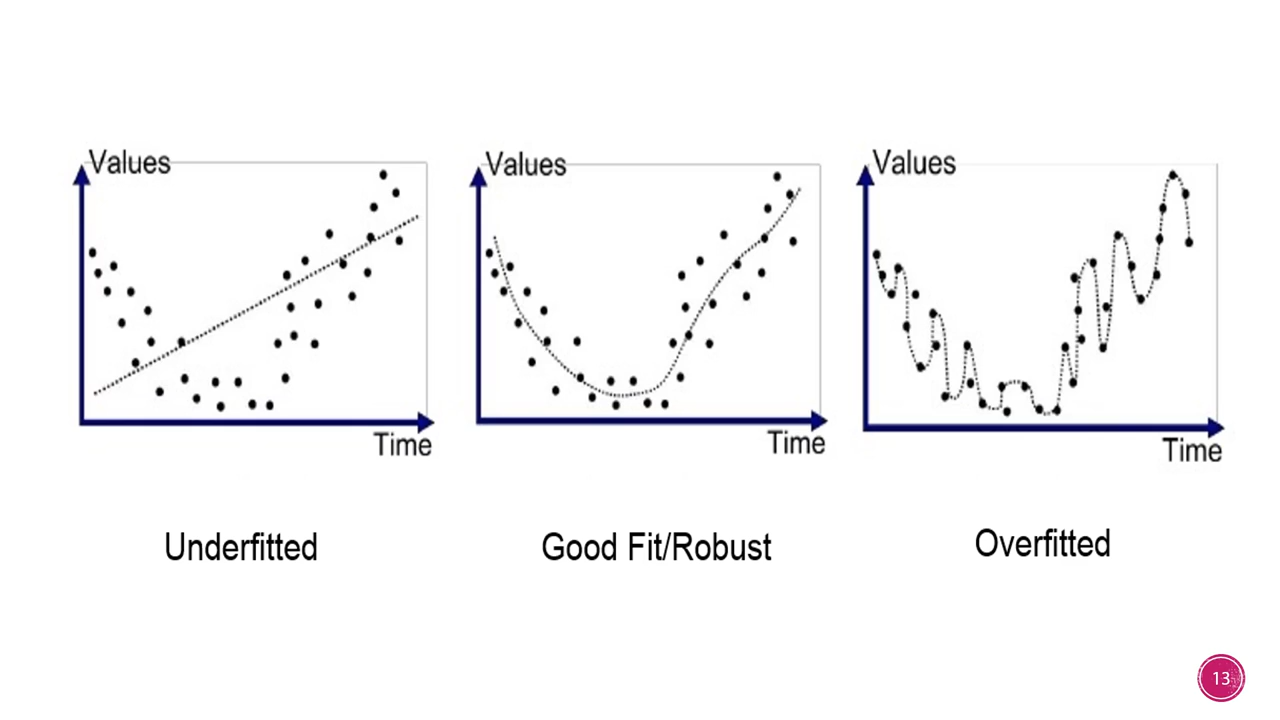 Values
Values
Values
Time
Time
Time
Underfitted
Good Fit/Robust
Overfitted
13